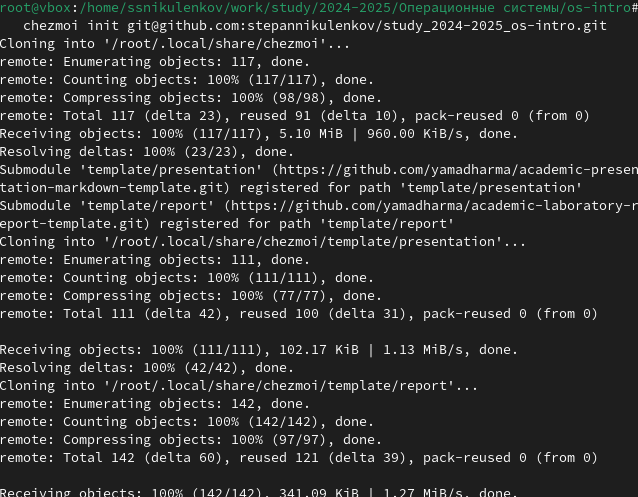 root@vbox:/home/ssnikulenkov/work/study/2024-2025/Операционные системы/os-intro#
chezmoi init git@github.com:stepannikulenkov/study_2024-2025_os-intro.git
Cloning into '/root/.local/share/chezmoi'...
remote: Enumerating objects: 117, done.
remote: Counting objects: 100% (117/117), done.
remote: Compressing objects: 100% (98/98), done.
remote: Total 117 (delta 23), reused 91 (delta 10), pack-reused 0 (from 0)
Receiving objects: 100% (117/117), 5.10 MiB | 960.00 KiB/s, done.
Resolving deltas: 100% (23/23), done.
Submodule 'template/presentation' (https://github.com/yamadharma/academic-presen
tation-markdown-template.git) registered for path 'template/presentation'
Submodule 'template/report' (https://github.com/yamadharma/academic-laboratory-r
eport-template.git) registered for path 'template/report'
Cloning into '/root/.local/share/chezmoi/template/presentation'...
remote: Enumerating objects: 111, done.
remote: Counting objects: 100% (111/111), done.
remote: Compressing objects: 100% (77/77), done.
remote: Total 111 (delta 42), reused 100 (delta 31), pack-reused 0 (from 0)
Receiving objects: 100% (111/111), 102.17 KiB | 1.13 MiB/s, done.
Resolving deltas: 100% (42/42), done.
Cloning into '/root/.local/share/chezmoi/template/report'...
remote: Enumerating objects: 142, done.
remote: Counting objects: 100% (142/142), done.
remote: Compressing objects: 100% (97/97), done.
remote: Total 142 (delta 60), reused 121 (delta 39), pack-reused 0 (from 0)
Receiving objects: 100% (142/142), 341.09 KiB | 1.27 MiB/s, done.